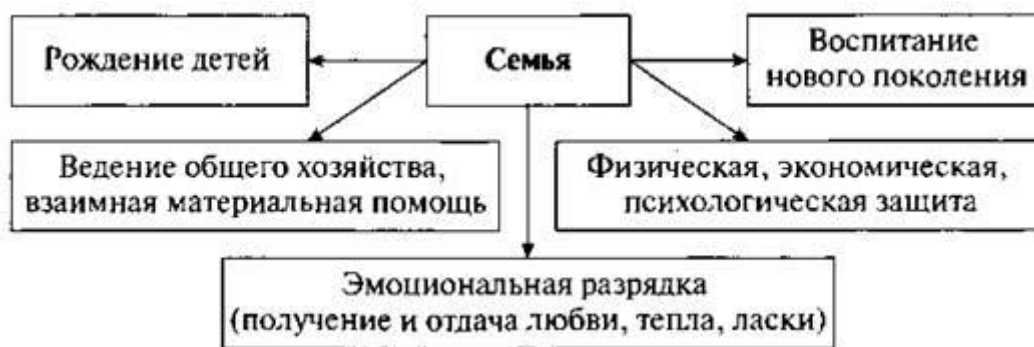 Рождение детей
Семья
Воспитание
нового поколения
Ведение общего хозяйства,
взаимная материальная помощь
Физическая, экономическая,
психологическая защита
Эмоциональная разрядка
(получение и отдача любви, тепла, ласки)